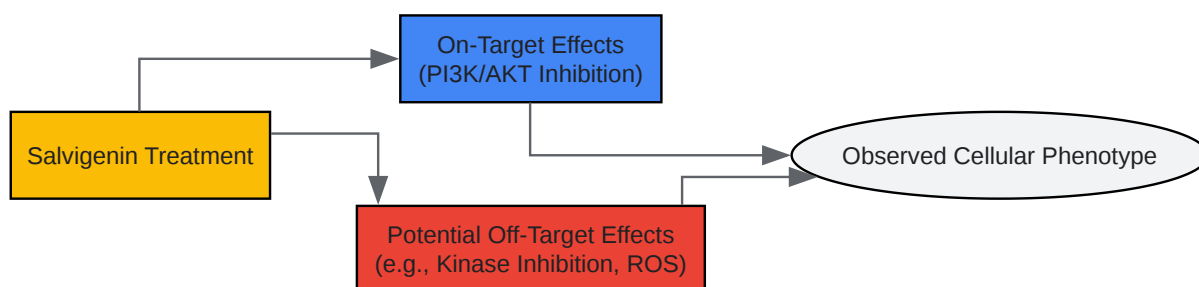 On-Target Effects
(PI3K/AKT Inhibition)
Salvigenin Treatment
Observed Cellular Phenotype
Potential Off-Target Effects
(e.g., Kinase Inhibition, ROS)